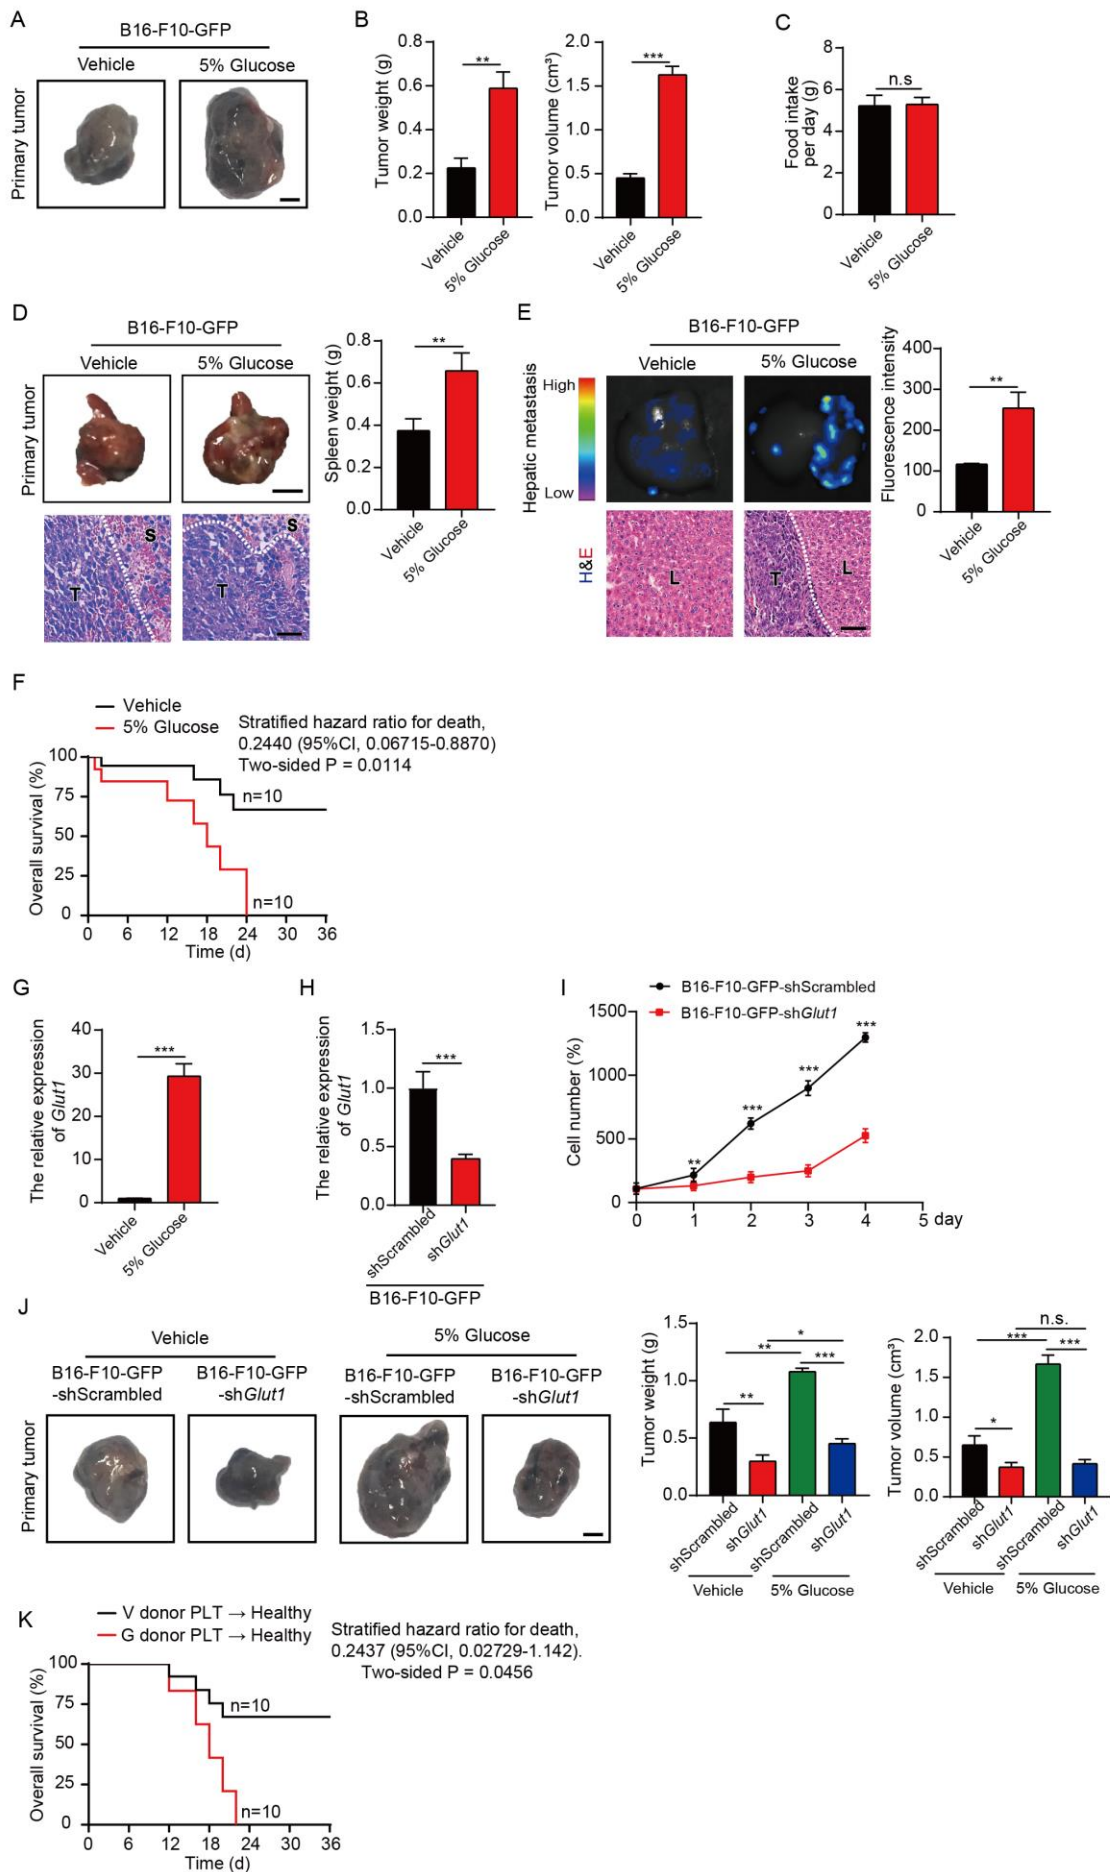 A
B16-F10-GFP
Vehicle
5% Glucose
Primary tumor
B
Tumor weight (g)
0.8
0.6
0.4
0.2
0.0
**
Vehicle
5% Glucose
Tumor volume (cm³)
2.0
1.5
1.0
0.5
0.0
***
Vehicle
5% Glucose
C
Food intake
per day (g)
8
6
4
2
0
n.s
Vehicle
5% Glucose
D
B16-F10-GFP
Vehicle
5% Glucose
Primary tumor
S
T
S
T
Spleen weight (g)
0.8
0.6
0.4
0.2
0.0
**
Vehicle
5% Glucose
E
B16-F10-GFP
Vehicle
5% Glucose
High
Low
Hepatic metastasis
H&E
L
T
L
Fluorescence intensity
400
300
200
100
0
**
Vehicle
5% Glucose
F
Vehicle
5% Glucose
Stratified hazard ratio for death,
0.2440 (95%CI, 0.06715-0.8870)
Two-sided P = 0.0114
Overall survival (%)
100
75
50
25
0
n=10
n=10
0 6 12 18 24 30 36
Time (d)
G
The relative expression
of Glut1
40
30
20
10
0
***
Vehicle
5% Glucose
H
The relative expression
of Glut1
1.5
1.0
0.5
0.0
***
shScrambled
shGlut1
B16-F10-GFP
I
B16-F10-GFP-shScrambled
B16-F10-GFP-shGlut1
Cell number (%)
1500
1000
500
0
**
***
***
***
0 1 2 3 4 5 day
J
Vehicle
5% Glucose
B16-F10-GFP
-shScrambled
B16-F10-GFP
-shGlut1
B16-F10-GFP
-shScrambled
B16-F10-GFP
-shGlut1
Primary tumor
Tumor weight (g)
1.5
1.0
0.5
0.0
*
**
***
**
shScrambled
shGlut1
shScrambled
shGlut1
Vehicle
5% Glucose
Tumor volume (cm³)
2.0
1.5
1.0
0.5
0.0
n.s.
***
***
*
shScrambled
shGlut1
shScrambled
shGlut1
Vehicle
5% Glucose
K
V donor PLT → Healthy
G donor PLT → Healthy
Stratified hazard ratio for death,
0.2437 (95%CI, 0.02729-1.142).
Two-sided P = 0.0456
Overall survival (%)
100
75
50
25
0
n=10
n=10
0 6 12 18 24 30 36
Time (d)